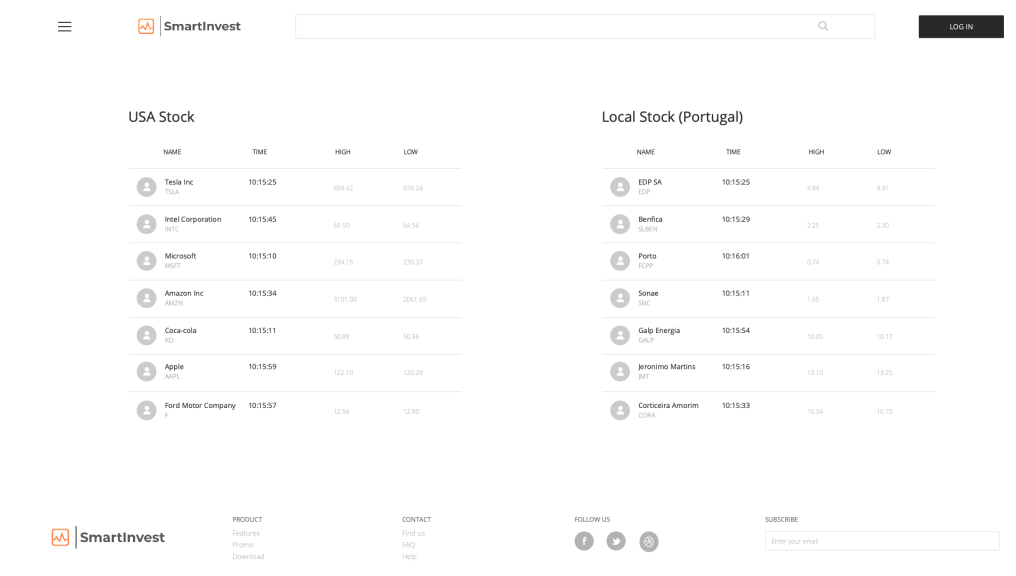 SmartInvest
LOG IN
USA Stock
NAME TIME HIGH LOW
Tesla Inc 10:15:25 694.42 676.24
TSLA
Intel Corporation 10:15:45 65-50 64.56
INTC
Microsoft 10:15:10 234.15 230.37
MSFT
Amazon Inc 10:15:34 3101.00 2061.65
AMZN
Coca-cola 10:15:11 50.89 50.36
KO
Apple 10:15:59 122.10 120.29
AAPL
Ford Motor Company 10:15:57 12.56 12.90
F
Local Stock (Portugal)
NAME TIME HIGH LOW
EDP SA 10:15:25 4.84 4.91
EDP
Benfica 10:15:29 2.25 2.30
SLBEN
Porto 10:16:01 0.74 0.74
FCPP
Sonae 10:15:11 1.65 1.87
SNC
Galp Energia 10:15:54 10.05 10.17
GALP
Jeronimo Martins 10:15:16 13.10 13.25
JMT
Corticeira Amorim 10:15:33 10.34 10.70
CORA
SmartInvest
PRODUCT
Features
Promo
Download
CONTACT
Find us
FAQ
Help
FOLLOW US
SUBSCRIBE
Enter your email